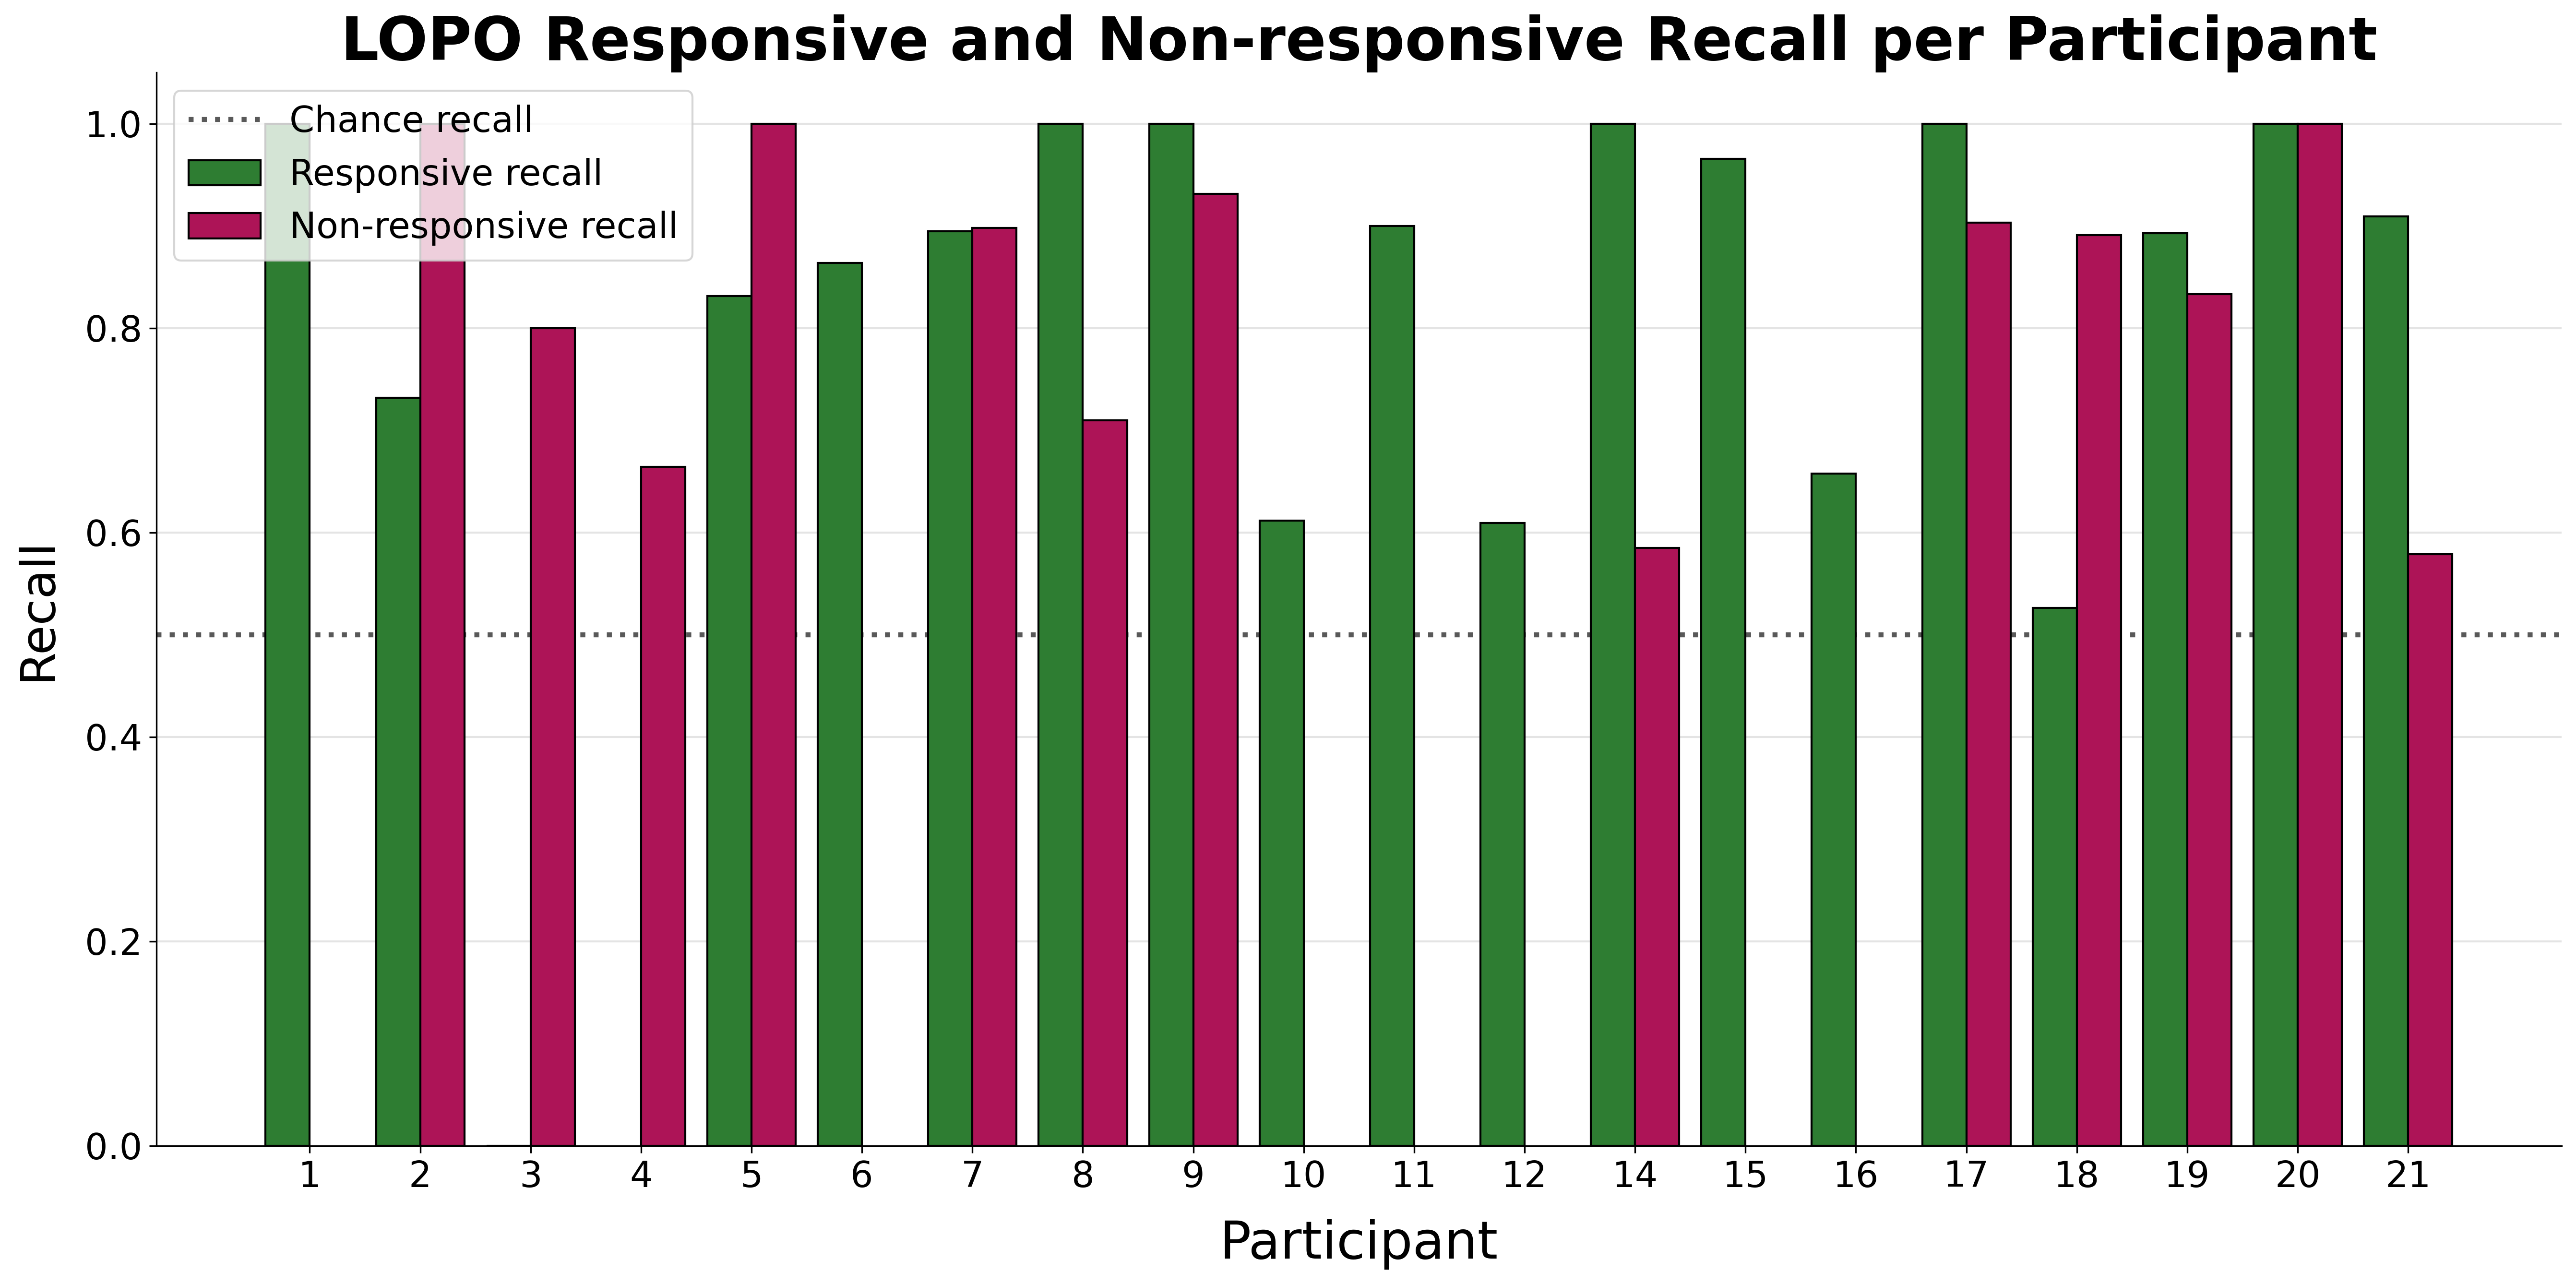 LOPO Responsive and Non-responsive Recall per Participant
Chance recall
Responsive recall
Non-responsive recall
1.0
0.8
0.6
0.4
0.2
0.0
Recall
1 2 3 4 5 6 7 8 9 10 11 12 14 15 16 17 18 19 20 21
Participant